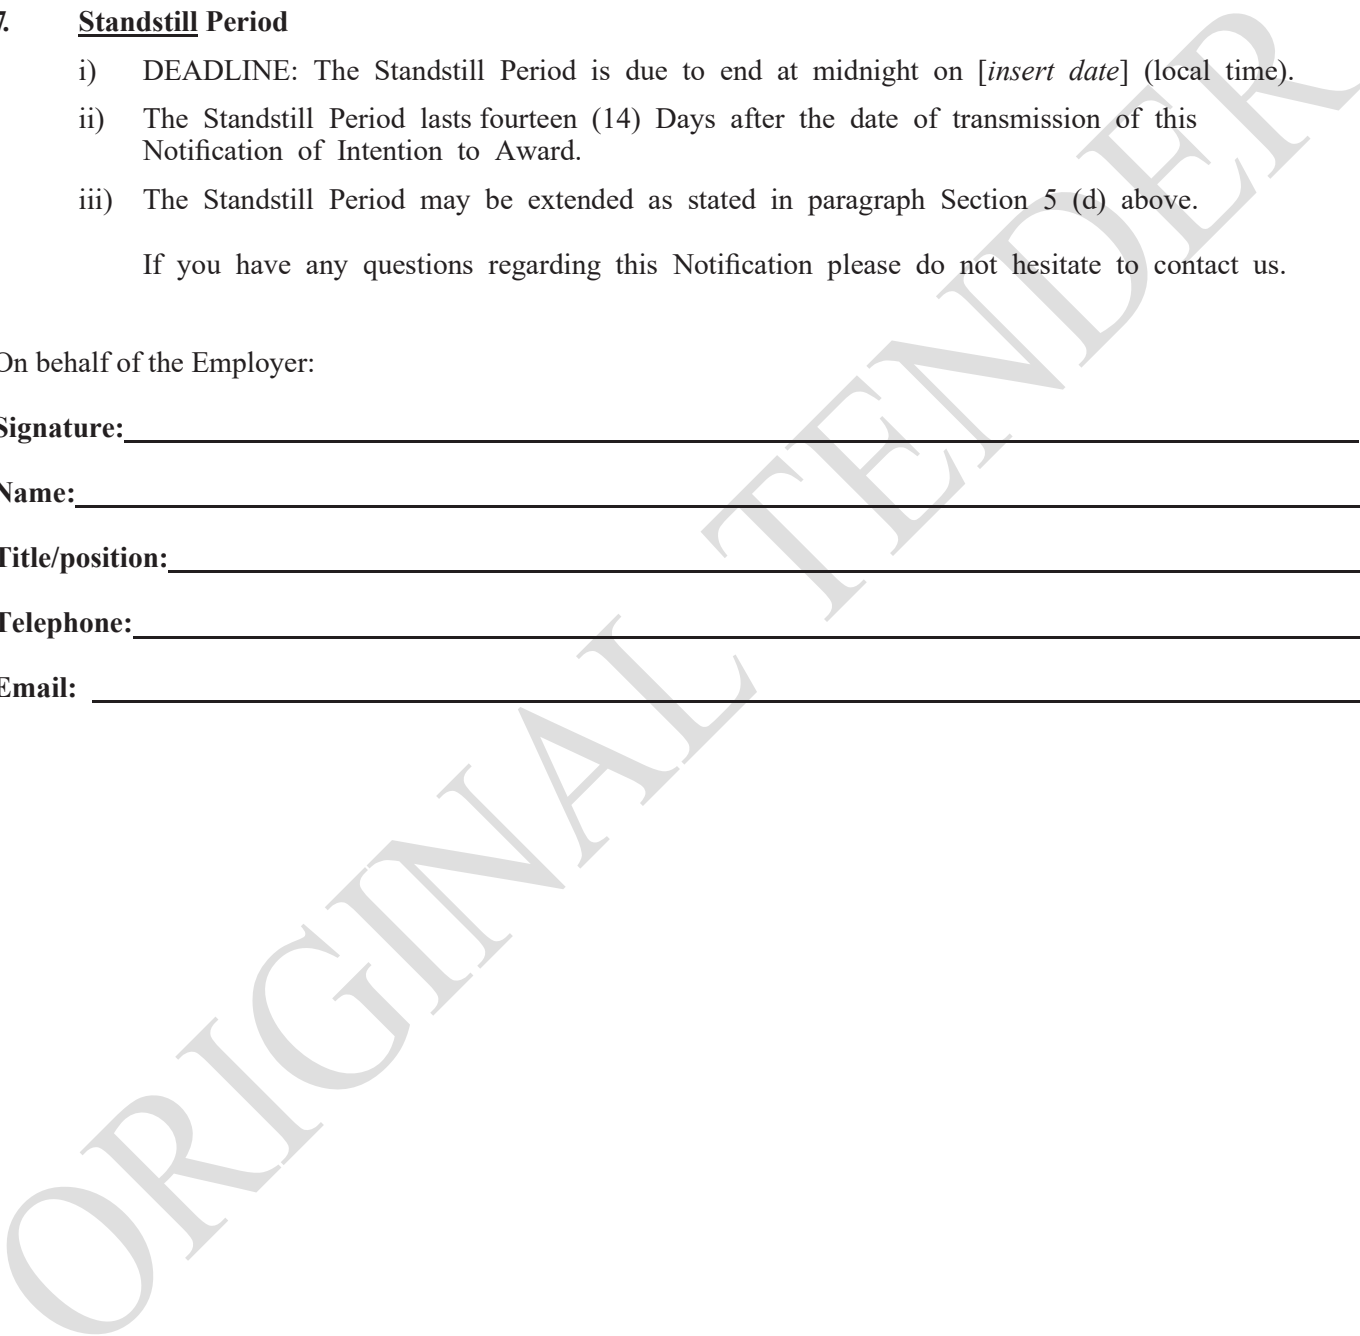 7. Standstill Period
i) DEADLINE: The Standstill Period is due to end at midnight on [insert date] (local time).
ii) The Standstill Period lasts fourteen (14) Days after the date of transmission of this
Notification of Intention to Award.
iii) The Standstill Period may be extended as stated in paragraph Section 5 (d) above.
If you have any questions regarding this Notification please do not hesitate to contact us.
On behalf of the Employer:
Signature:
Name:
Title/position:
Telephone:
Email:
ORIGINAL TENDER